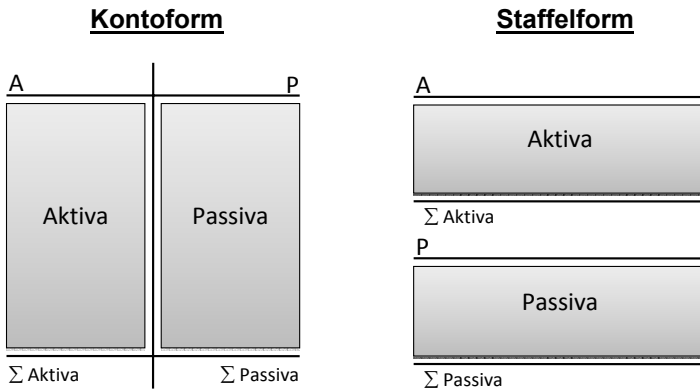 Kontoform
A P
Aktiva Passiva
∑ Aktiva ∑ Passiva
Staffelform
A
Aktiva
∑ Aktiva
P
Passiva
∑ Passiva